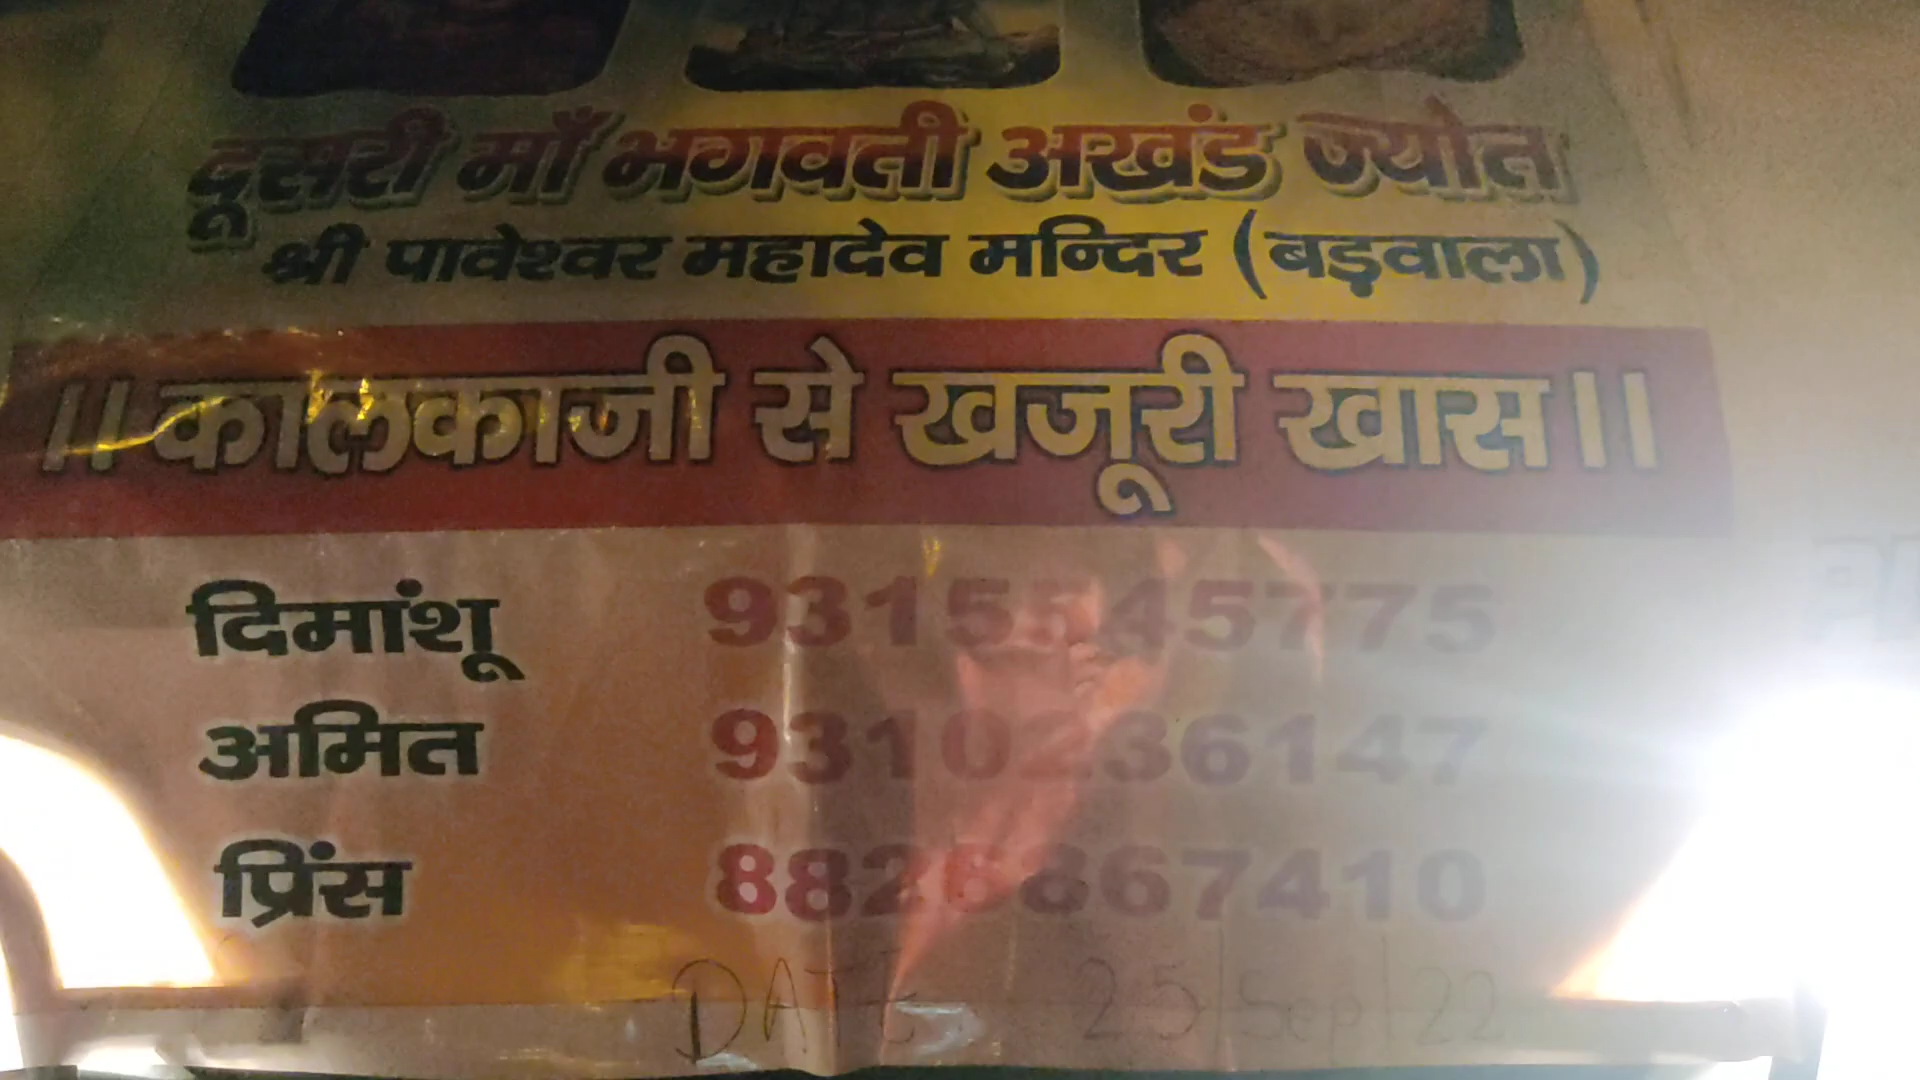 दूसरी माँ भगवती अखंड ज्योत
श्री पावेश्वर महादेव मन्दिर (बड़वाला)
।। कालकाजी से खजूरी खास ।।
दिमांशू 9315545775
अमित 9310236147
प्रिंस 8826867410
DATE 25/Sep/22